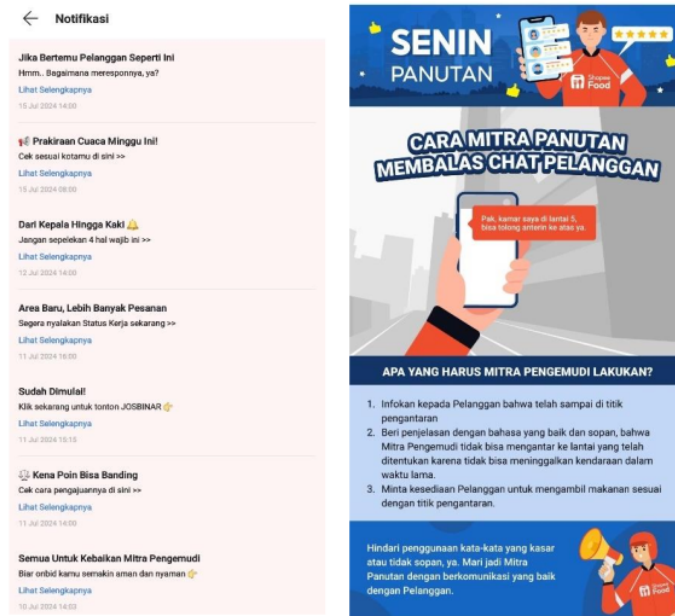 Notifikasi
Jika Bertemu Pelanggan Seperti Ini
Hmm.. Bagaimana meresponnya, ya?
Lihat Selengkapnya
15 Jul 2024 14:00
Prakiraan Cuaca Minggu Ini!
Cek sesuai kotamu di sini >>
Lihat Selengkapnya
15 Jul 2024 08:00
Dari Kepala Hingga Kaki
Jangan sepelekan 4 hal wajib ini >>
Lihat Selengkapnya
12 Jul 2024 14:00
Area Baru, Lebih Banyak Pesanan
Segera nyalakan Status Kerja sekarang >>
Lihat Selengkapnya
11 Jul 2024 16:00
Sudah Dimulai!
Klik sekarang untuk tonton JOSBINAR
Lihat Selengkapnya
11 Jul 2024 15:15
Kena Poin Bisa Banding
Cek cara pengajuannya di sini >>
Lihat Selengkapnya
11 Jul 2024 14:00
Semua Untuk Kebaikan Mitra Pengemudi
Biar onbid kamu semakin aman dan nyaman
Lihat Selengkapnya
10 Jul 2024 14:03
SENIN
PANUTAN
Shopee
Food
CARA MITRA PANUTAN
MEMBALAS CHAT PELANGGAN
Pak, kamar saya di lantai 5,
bisa tolong anterin ke atas ya.
APA YANG HARUS MITRA PENGEMUDI LAKUKAN?
1. Infokan kepada Pelanggan bahwa telah sampai di titik
pengantaran
2. Beri penjelasan dengan bahasa yang baik dan sopan, bahwa
Mitra Pengemudi tidak bisa mengantar ke lantai yang telah
ditentukan karena tidak bisa meninggalkan kendaraan dalam
waktu lama.
3. Minta kesediaan Pelanggan untuk mengambil makanan sesuai
dengan titik pengantaran.
Hindari penggunaan kata-kata yang kasar
atau tidak sopan, ya. Mari jadi Mitra
Panutan dengan berkomunikasi yang baik
dengan Pelanggan.
Shopee
Food